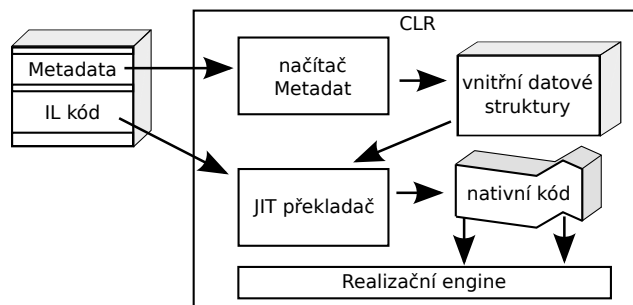 CLR
Metadata
IL kód
načítač
Metadat
vnitřní datové
struktury
JIT překladač
nativní kód
Realizační engine